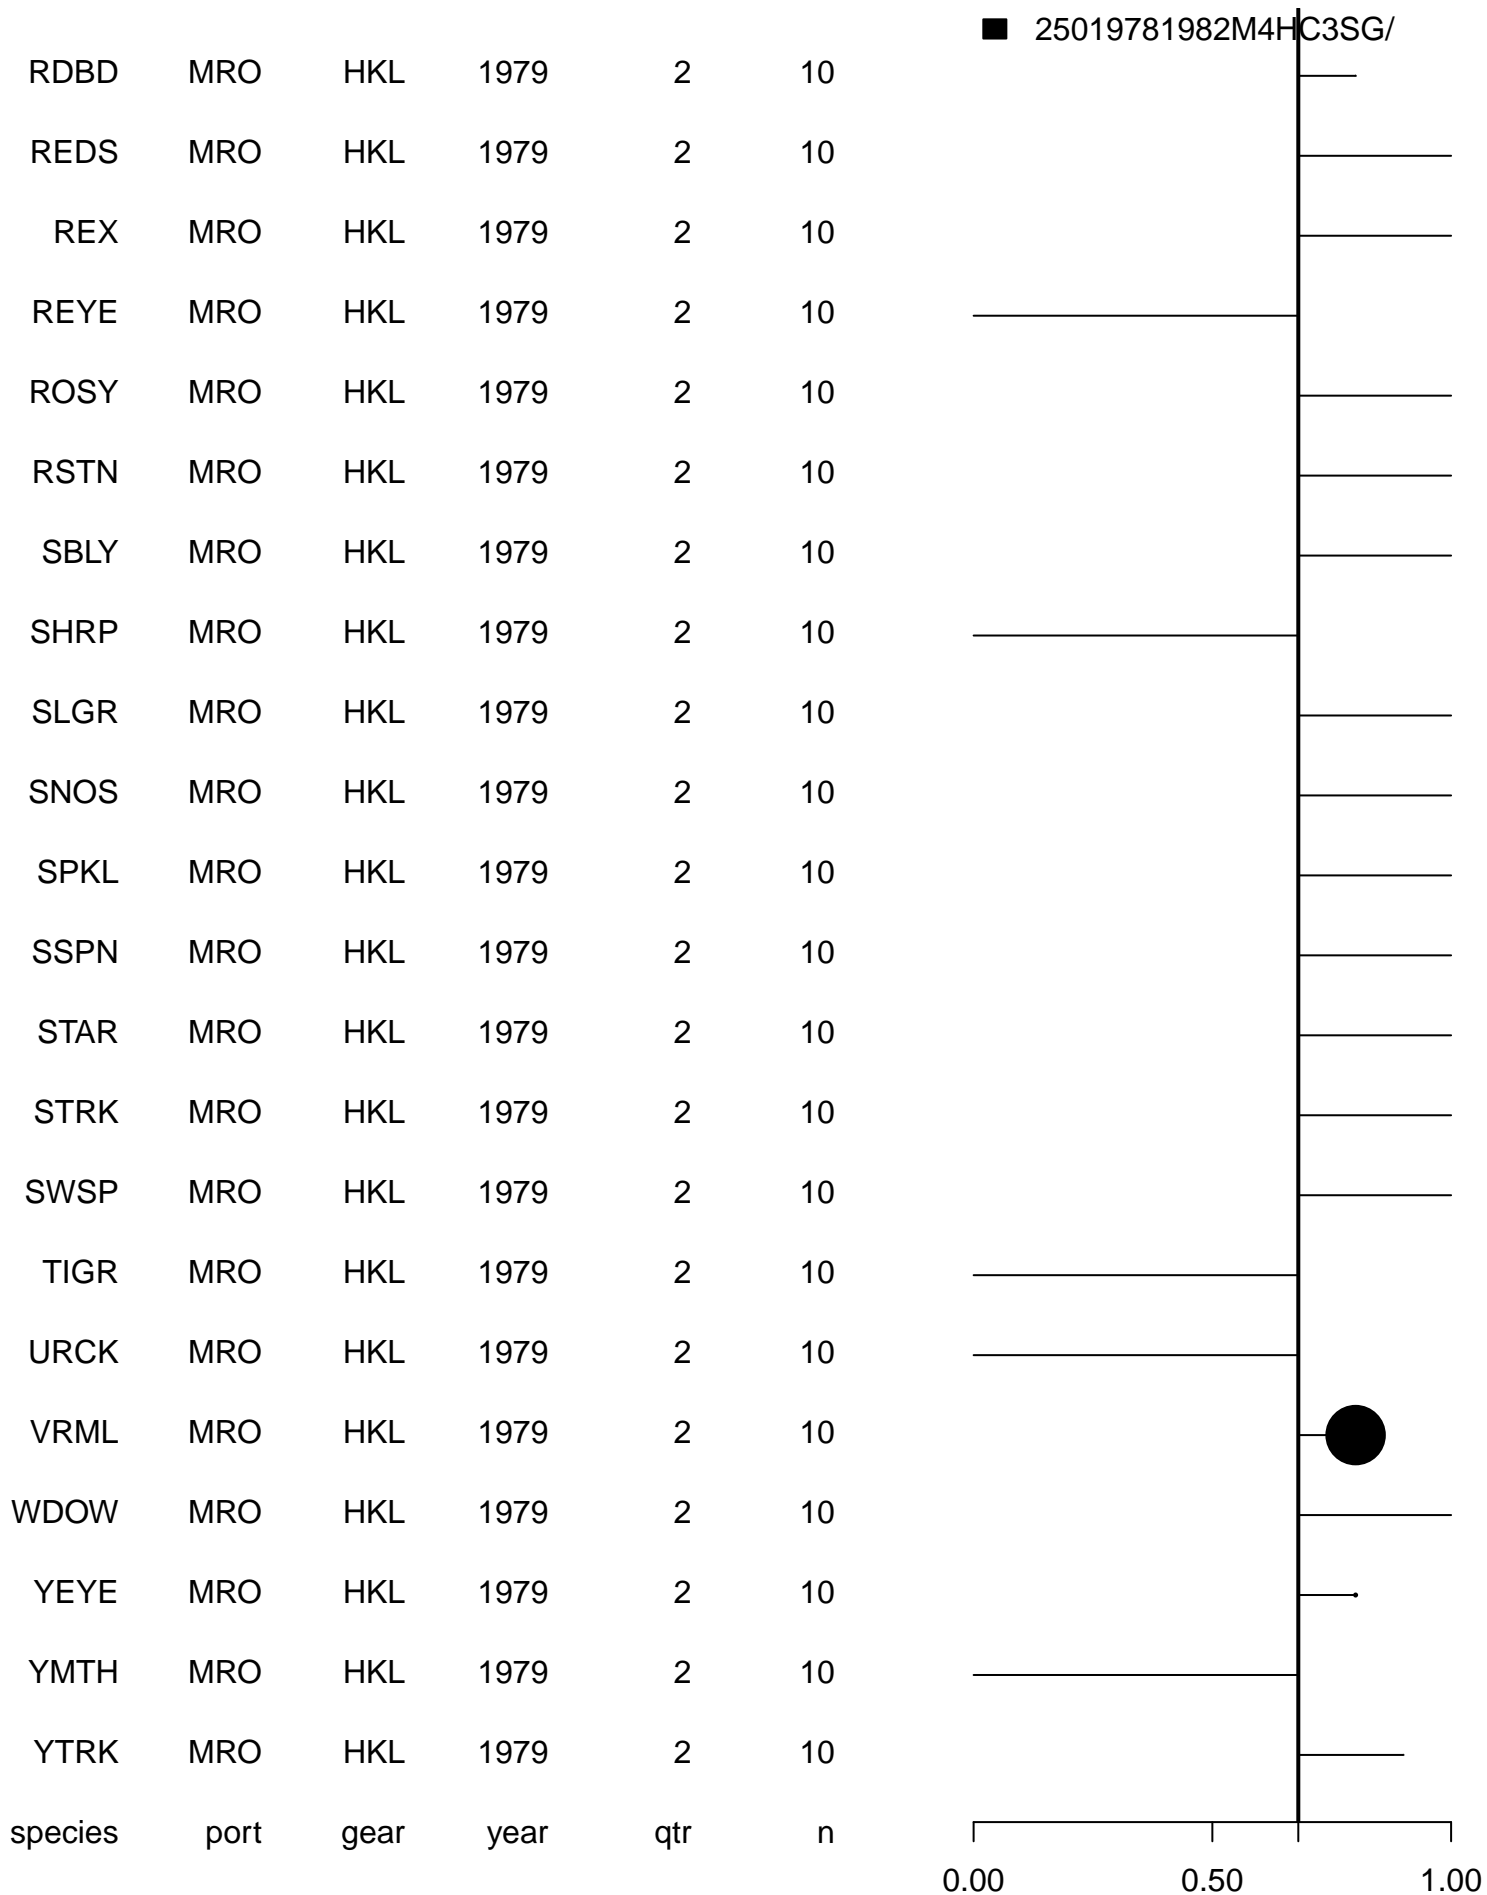 25019781982M4HC3SG/
RDBD MRO HKL 1979 2 10
REDS MRO HKL 1979 2 10
REX MRO HKL 1979 2 10
REYE MRO HKL 1979 2 10
ROSY MRO HKL 1979 2 10
RSTN MRO HKL 1979 2 10
SBLY MRO HKL 1979 2 10
SHRP MRO HKL 1979 2 10
SLGR MRO HKL 1979 2 10
SNOS MRO HKL 1979 2 10
SPKL MRO HKL 1979 2 10
SSPN MRO HKL 1979 2 10
STAR MRO HKL 1979 2 10
STRK MRO HKL 1979 2 10
SWSP MRO HKL 1979 2 10
TIGR MRO HKL 1979 2 10
URCK MRO HKL 1979 2 10
VRML MRO HKL 1979 2 10
WDOW MRO HKL 1979 2 10
YEYE MRO HKL 1979 2 10
YMTH MRO HKL 1979 2 10
YTRK MRO HKL 1979 2 10
species port gear year qtr n
0.00 0.50 1.00